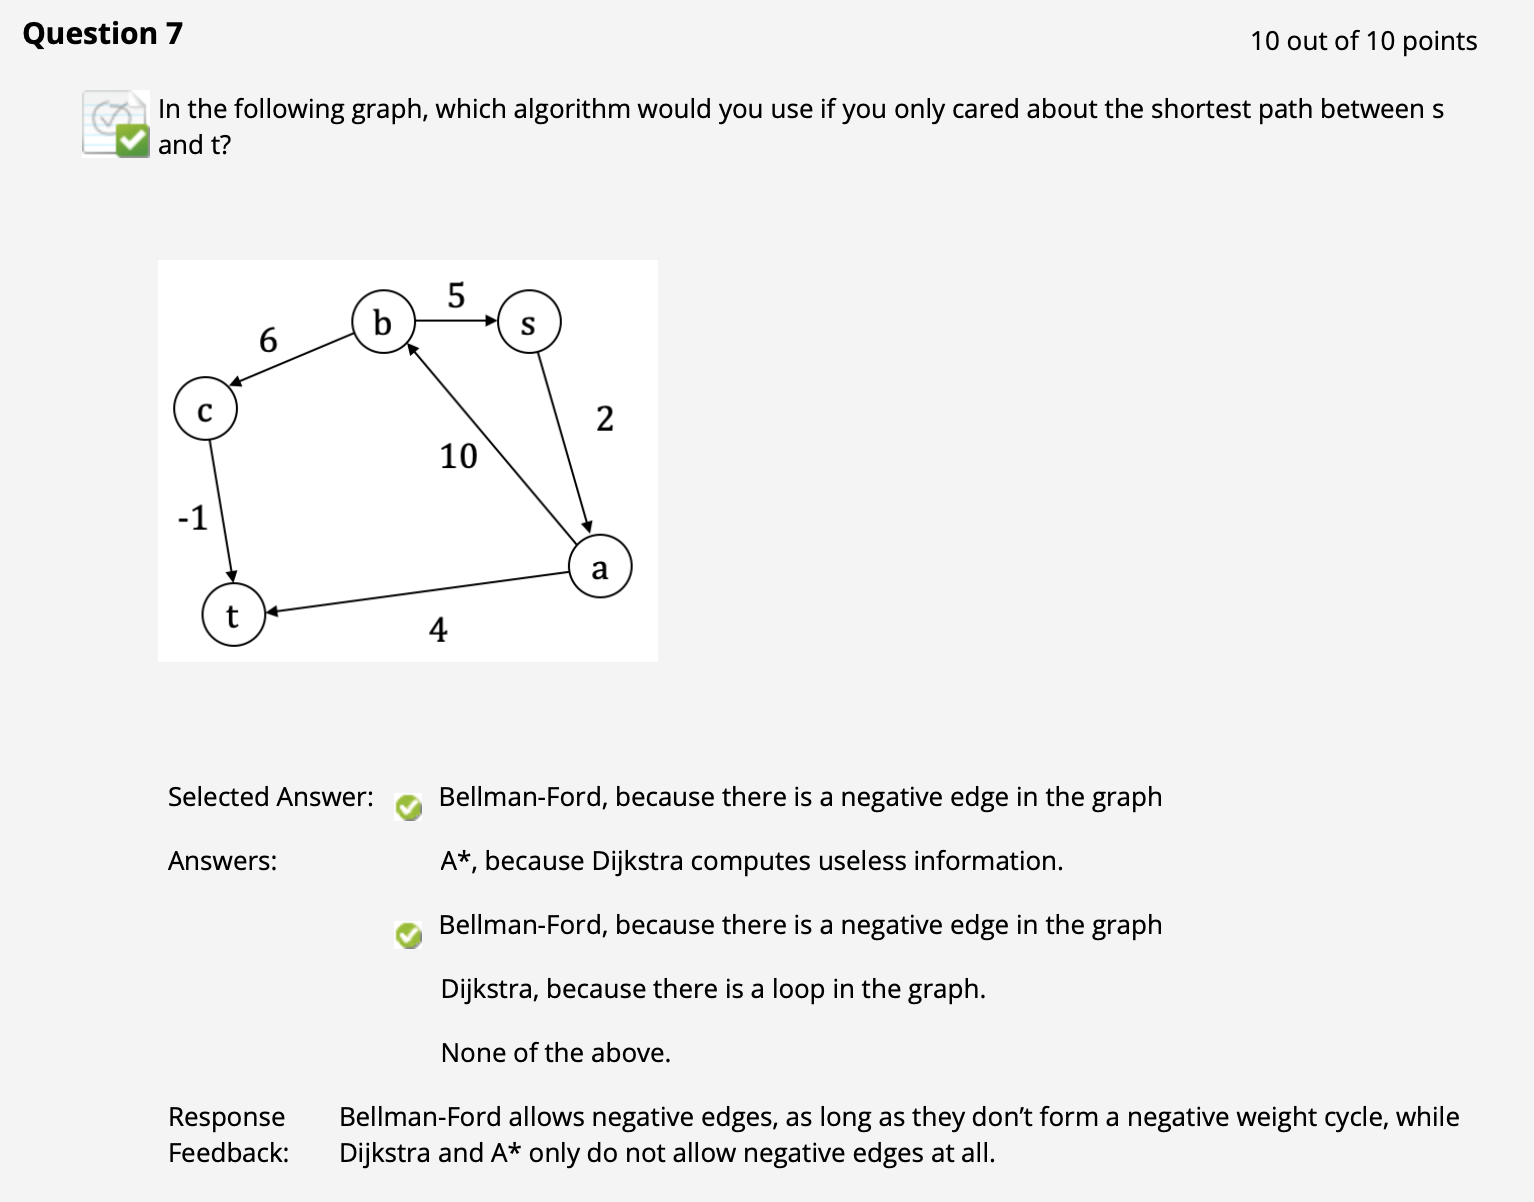 Question 7
10 out of 10 points
In the following graph, which algorithm would you use if you only cared about the shortest path between s
and t?
5
b
s
6
c
2
10
-1
a
t
4
Selected Answer: Bellman-Ford, because there is a negative edge in the graph
Answers: A*, because Dijkstra computes useless information.
Bellman-Ford, because there is a negative edge in the graph
Dijkstra, because there is a loop in the graph.
None of the above.
Response Bellman-Ford allows negative edges, as long as they don’t form a negative weight cycle, while
Feedback: Dijkstra and A* only do not allow negative edges at all.